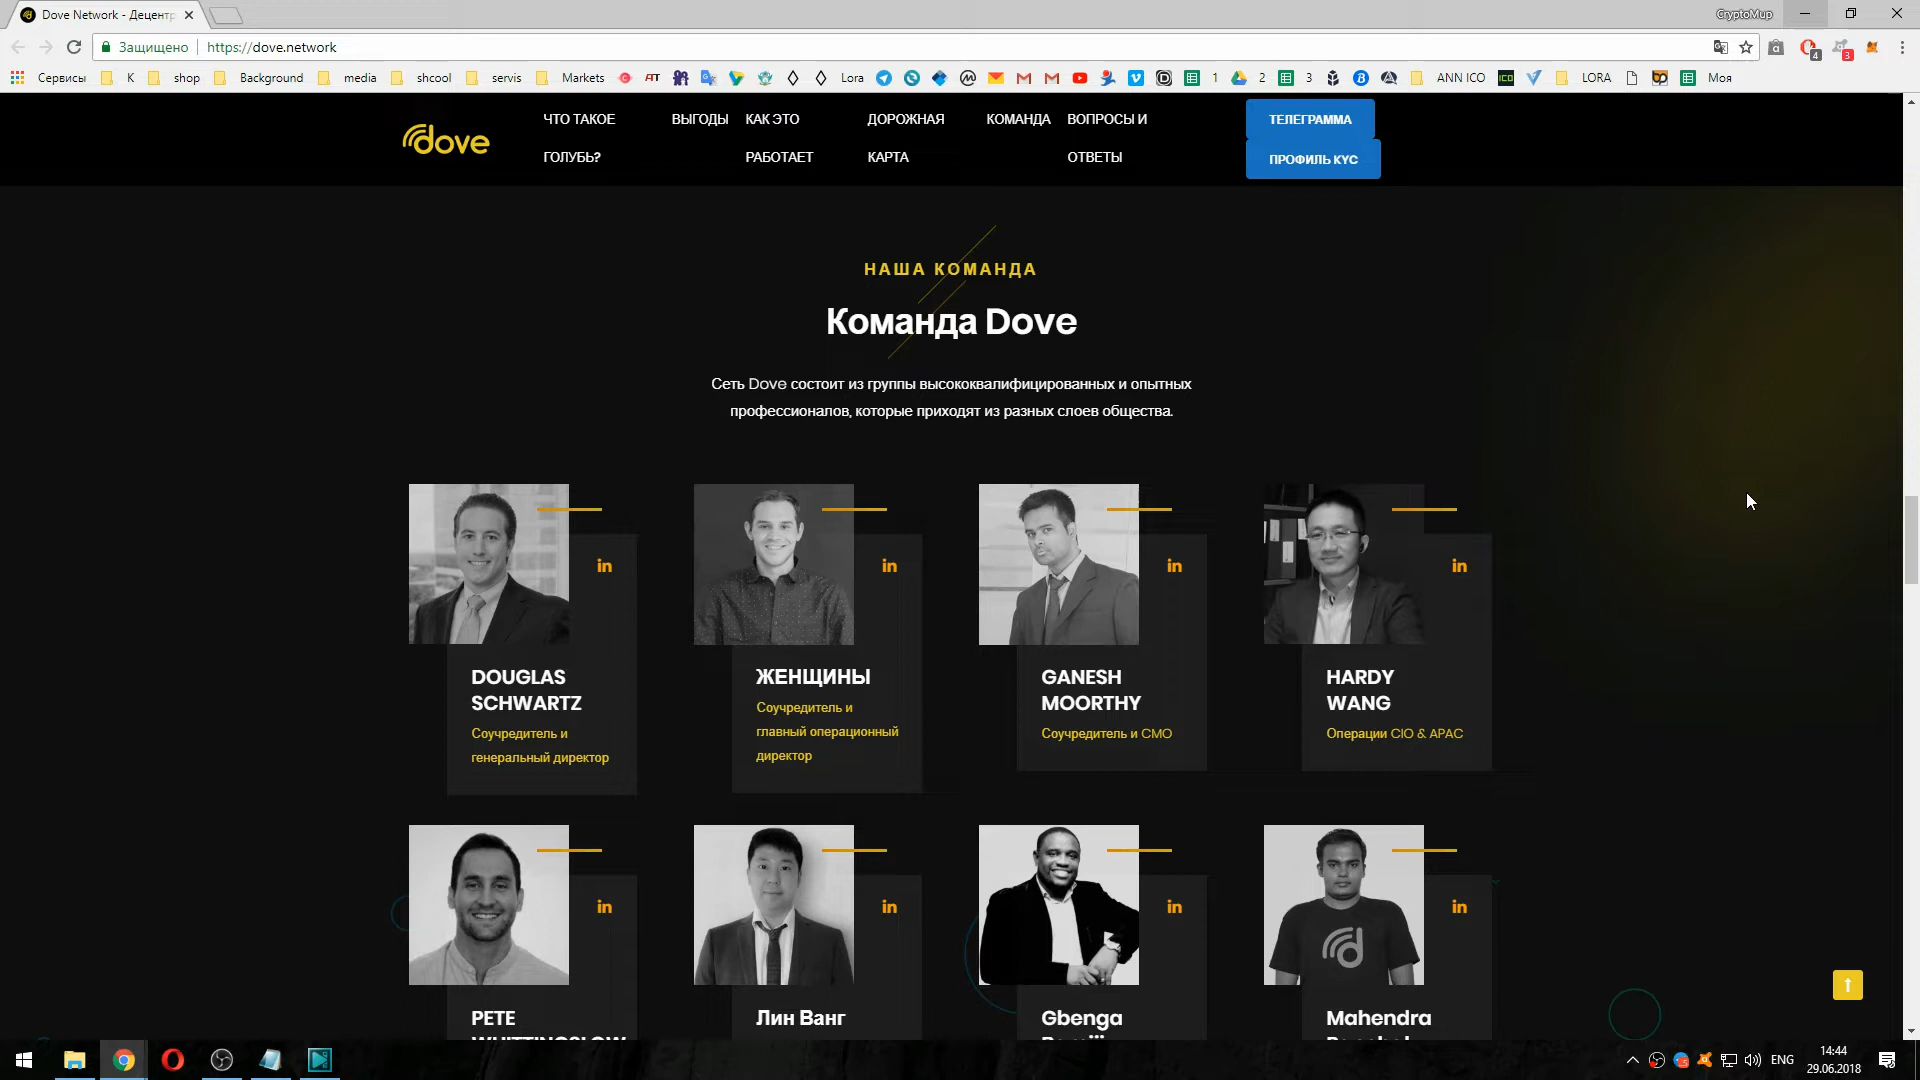 Dove Network - Децентр
CryptoMup
Защищено
https://dove.network
4
3
Сервисы K shop Background media shcool servis Markets Lora 1 2 3 ANN ICO LORA Моя
dove
ЧТО ТАКОЕ
ГОЛУБЬ?
ВЫГОДЫ
КАК ЭТО
РАБОТАЕТ
ДОРОЖНАЯ
КАРТА
КОМАНДА
ВОПРОСЫ И
ОТВЕТЫ
ТЕЛЕГРАММА
ПРОФИЛЬ KYC
НАША КОМАНДА
Команда Dove
Сеть Dove состоит из группы высококвалифицированных и опытных
профессионалов, которые приходят из разных слоев общества.
in
DOUGLAS
SCHWARTZ
Соучредитель и
генеральный директор
in
ЖЕНЩИНЫ
Соучредитель и
главный операционный
директор
in
GANESH
MOORTHY
Соучредитель и CMO
in
HARDY
WANG
Операции CIO & APAC
in
PETE
WHITTINGSLOW
in
Лин Ванг
in
Gbenga
in
Mahendra
ENG
14:44
29.06.2018